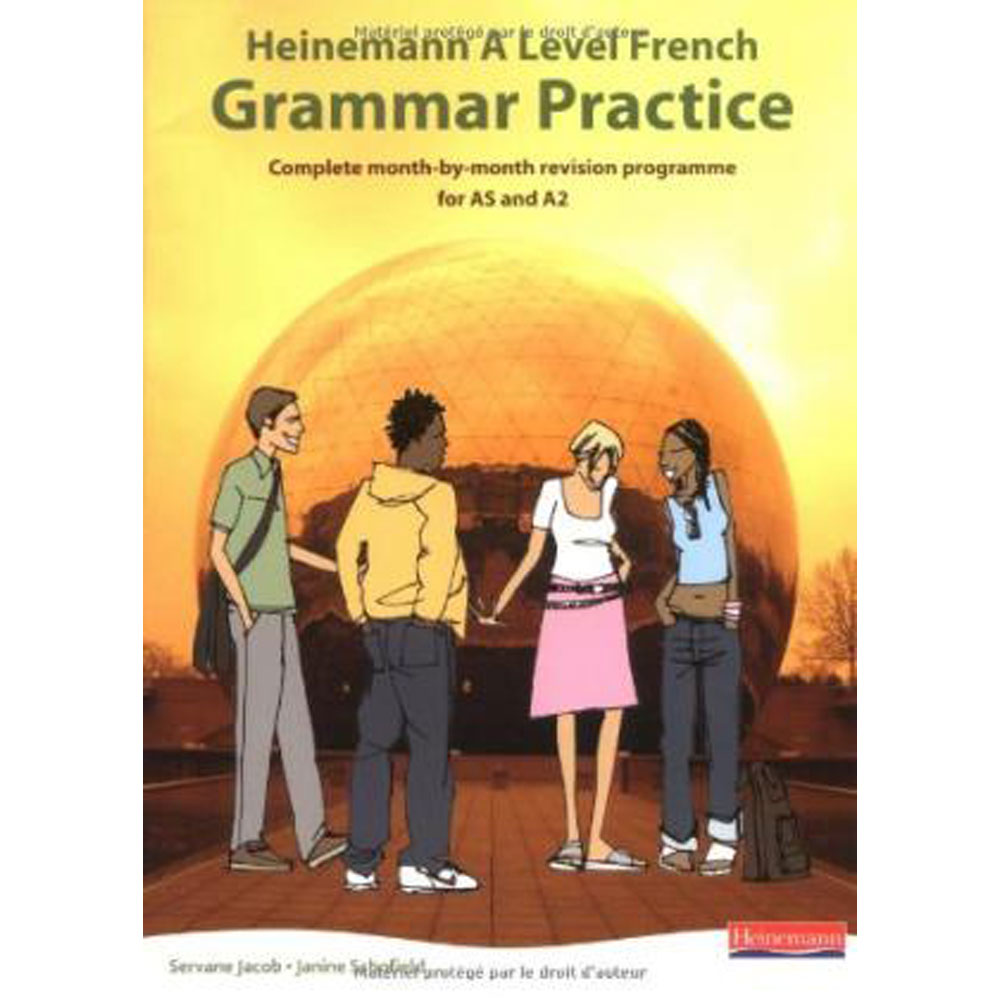 Matériel protégé par le droit d'auteur
Heinemann A Level French
Grammar Practice
Complete month-by-month revision programme
for AS and A2
Heinemann
Servane Jacob • Janine Schofield
Matériel protégé par le droit d'auteur